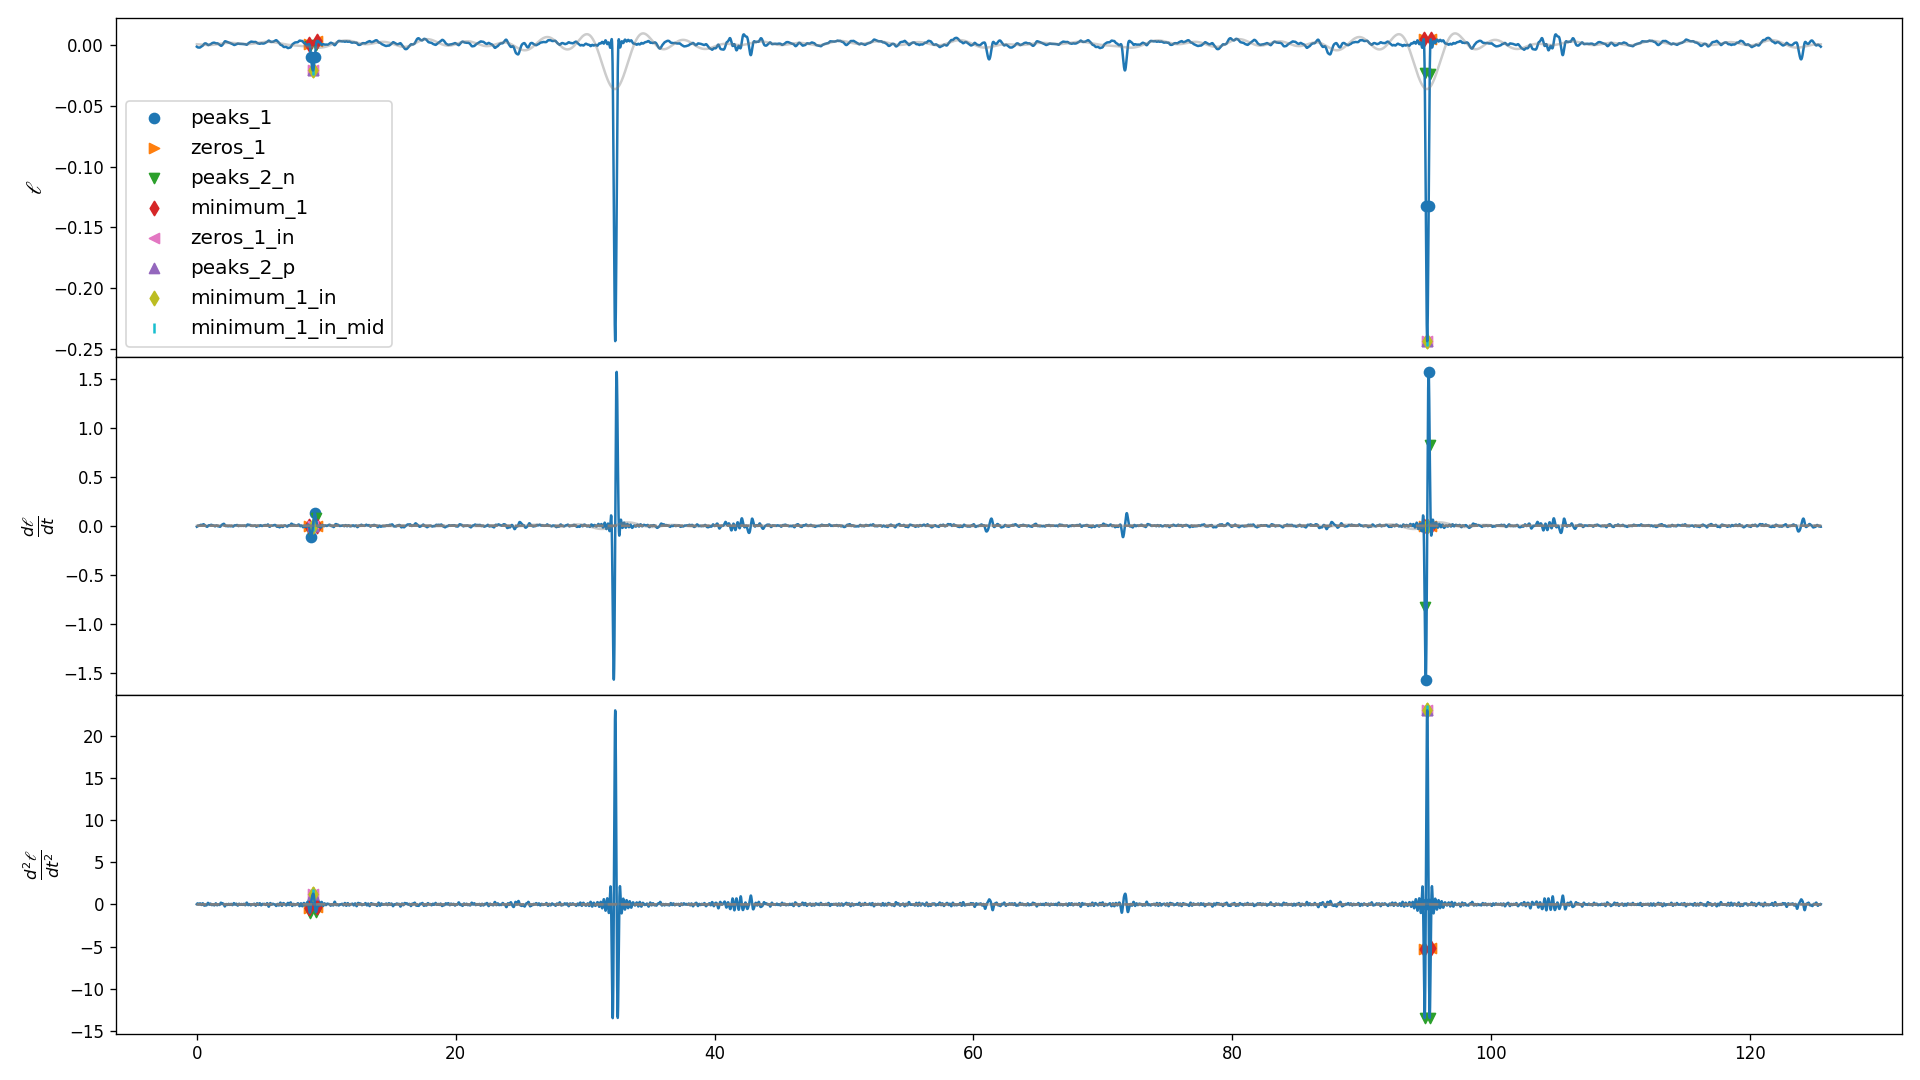 0.00
−0.05
−0.10
−0.15
−0.20
−0.25
ℓ
peaks_1
zeros_1
peaks_2_n
minimum_1
zeros_1_in
peaks_2_p
minimum_1_in
minimum_1_in_mid
1.5
1.0
0.5
0.0
−0.5
−1.0
−1.5
dℓ
dt
20
15
10
5
0
−5
−10
−15
d²ℓ
dt²
0 20 40 60 80 100 120